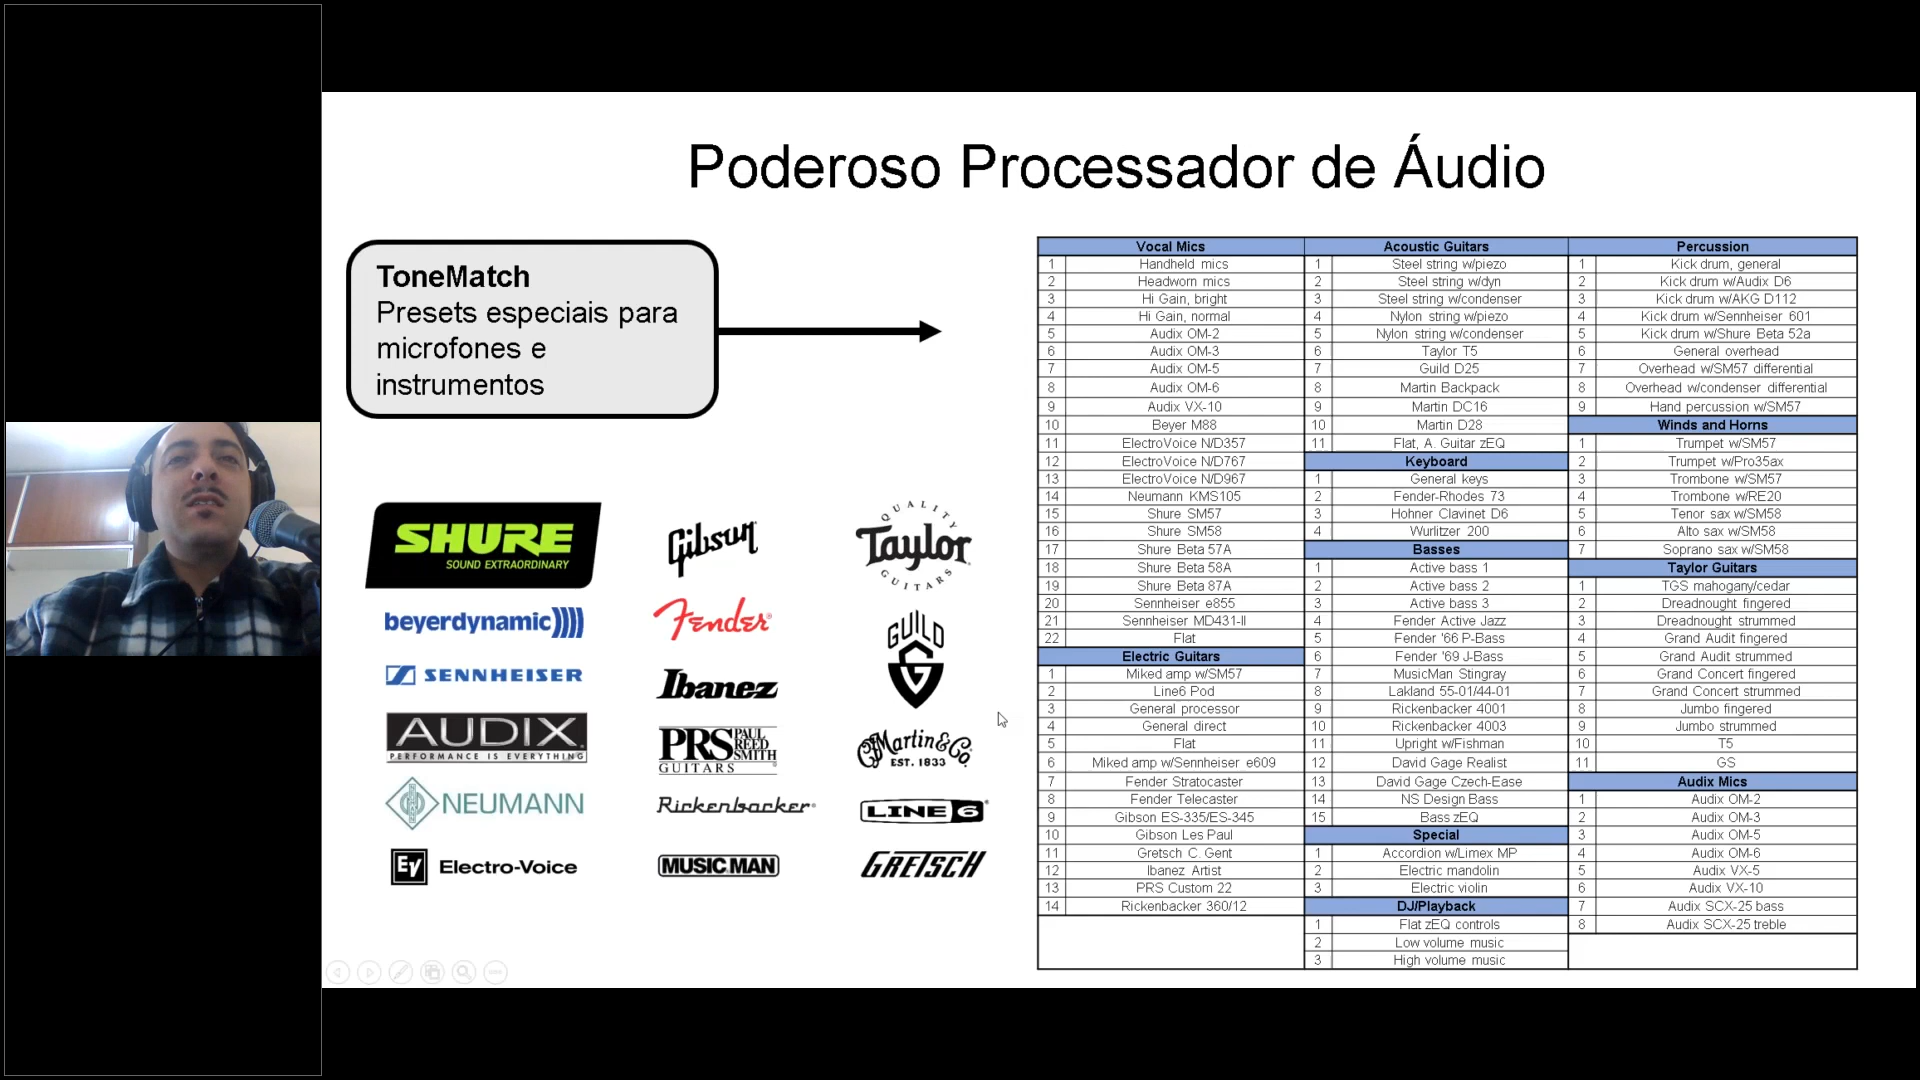 Poderoso Processador de Áudio
ToneMatch
Presets especiais para
microfones e
instrumentos
SHURE
SOUND EXTRAORDINARY
beyerdynamic
SENNHEISER
AUDIX
PERFORMANCE IS EVERYTHING
NEUMANN
EV Electro-Voice
Gibson
Fender
Ibanez
PRS PAUL REED SMITH
GUITARS
Rickenbacker
MUSIC MAN
QUALITY
Taylor
GUITARS
GUILD
G
Martin & Co.
EST. 1833
LINE 6
GRETSCH
Vocal Mics
1 Handheld mics
2 Headworn mics
3 Hi Gain, bright
4 Hi Gain, normal
5 Audix OM-2
6 Audix OM-3
7 Audix OM-5
8 Audix OM-6
9 Audix VX-10
10 Beyer M88
11 ElectroVoice N/D357
12 ElectroVoice N/D767
13 ElectroVoice N/D967
14 Neumann KMS105
15 Shure SM57
16 Shure SM58
17 Shure Beta 57A
18 Shure Beta 58A
19 Shure Beta 87A
20 Sennheiser e855
21 Sennheiser MD431-II
22 Flat
Electric Guitars
1 Miked amp w/SM57
2 Line6 Pod
3 General processor
4 General direct
5 Flat
6 Miked amp w/Sennheiser e609
7 Fender Stratocaster
8 Fender Telecaster
9 Gibson ES-335/ES-345
10 Gibson Les Paul
11 Gretsch C. Gent
12 Ibanez Artist
13 PRS Custom 22
14 Rickenbacker 360/12
Acoustic Guitars
1 Steel string w/piezo
2 Steel string w/dyn
3 Steel string w/condenser
4 Nylon string w/piezo
5 Nylon string w/condenser
6 Taylor T5
7 Guild D25
8 Martin Backpack
9 Martin DC16
10 Martin D28
11 Flat, A. Guitar zEQ
Keyboard
1 General keys
2 Fender-Rhodes 73
3 Hohner Clavinet D6
4 Wurlitzer 200
Basses
1 Active bass 1
2 Active bass 2
3 Active bass 3
4 Fender Active Jazz
5 Fender '66 P-Bass
6 Fender '69 J-Bass
7 MusicMan Stingray
8 Lakland 55-01/44-01
9 Rickenbacker 4001
10 Rickenbacker 4003
11 Upright w/Fishman
12 David Gage Realist
13 David Gage Czech-Ease
14 NS Design Bass
15 Bass zEQ
Special
1 Accordion w/Limex MP
2 Electric mandolin
3 Electric violin
DJ/Playback
1 Flat zEQ controls
2 Low volume music
3 High volume music
Percussion
1 Kick drum, general
2 Kick drum w/Audix D6
3 Kick drum w/AKG D112
4 Kick drum w/Sennheiser 601
5 Kick drum w/Shure Beta 52a
6 General overhead
7 Overhead w/SM57 differential
8 Overhead w/condenser differential
9 Hand percussion w/SM57
Winds and Horns
1 Trumpet w/SM57
2 Trumpet w/Pro35ax
3 Trombone w/SM57
4 Trombone w/RE20
5 Tenor sax w/SM58
6 Alto sax w/SM58
7 Soprano sax w/SM58
Taylor Guitars
1 TGS mahogany/cedar
2 Dreadnought fingered
3 Dreadnought strummed
4 Grand Audit fingered
5 Grand Audit strummed
6 Grand Concert fingered
7 Grand Concert strummed
8 Jumbo fingered
9 Jumbo strummed
10 T5
11 GS
Audix Mics
1 Audix OM-2
2 Audix OM-3
3 Audix OM-5
4 Audix OM-6
5 Audix VX-5
6 Audix VX-10
7 Audix SCX-25 bass
8 Audix SCX-25 treble